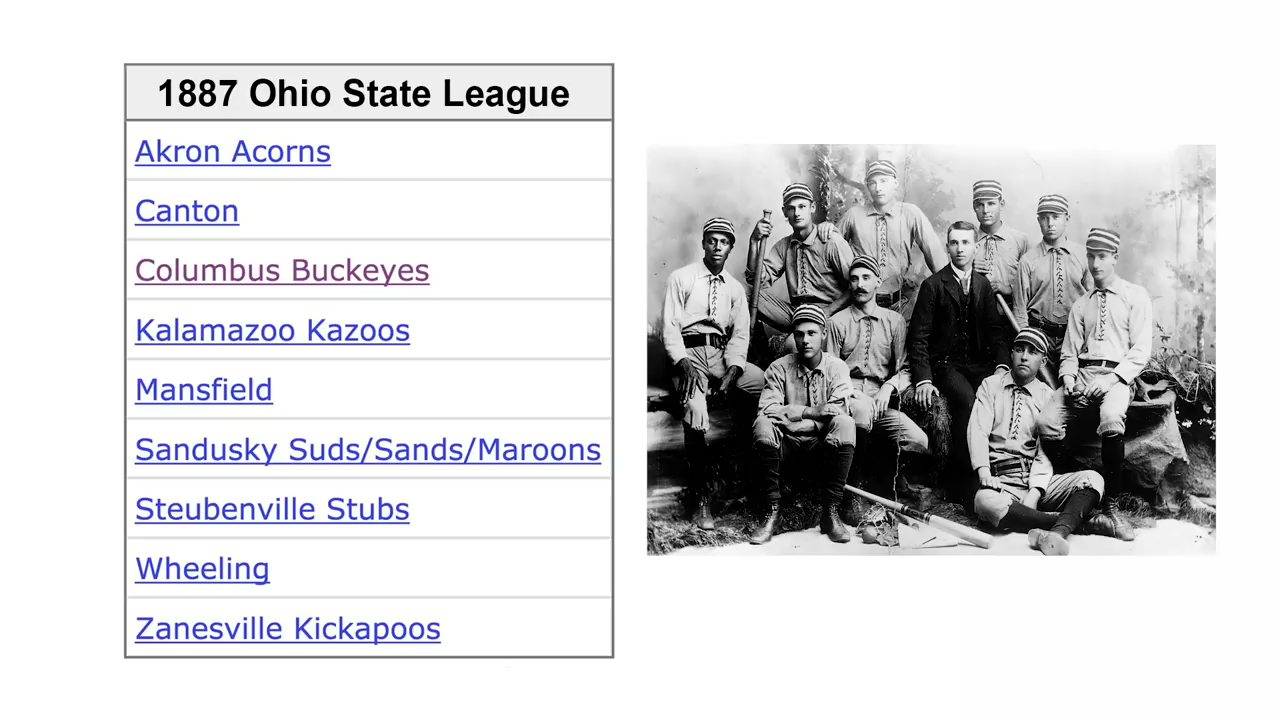 1887 Ohio State League
Akron Acorns
Canton
Columbus Buckeyes
Kalamazoo Kazoos
Mansfield
Sandusky Suds/Sands/Maroons
Steubenville Stubs
Wheeling
Zanesville Kickapoos